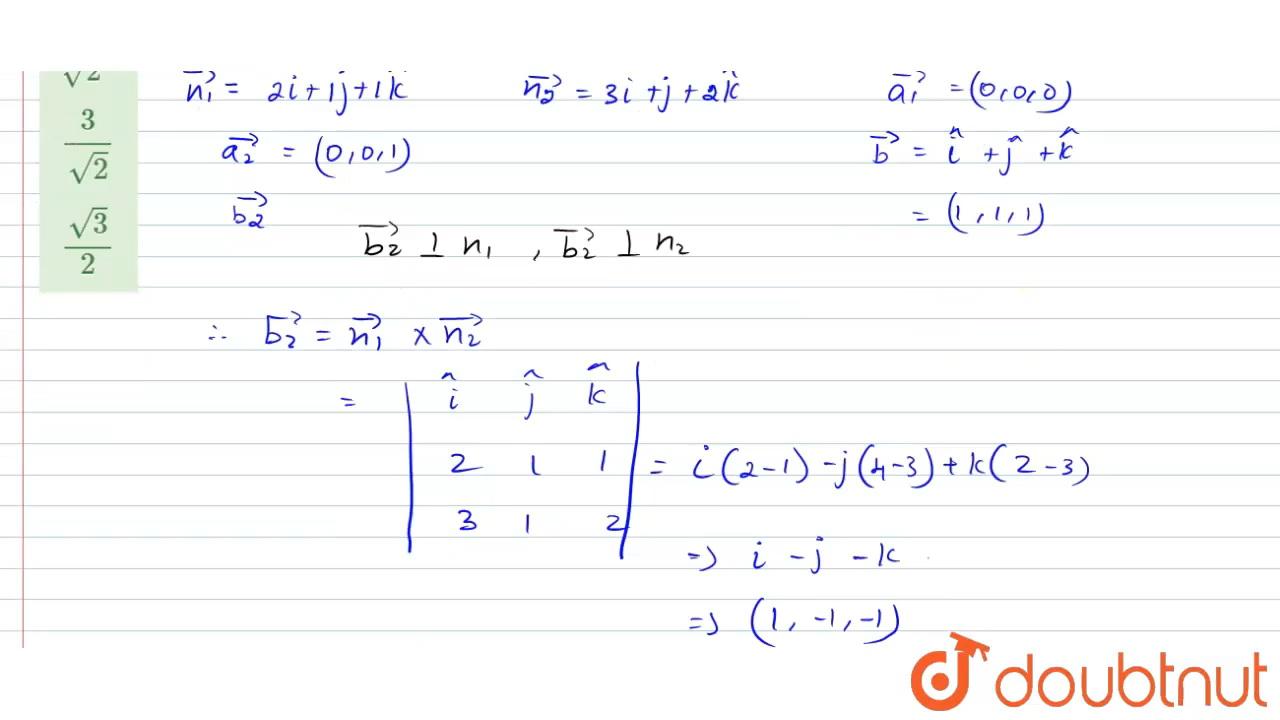 √2
n₁⃗ = 2i+1j+1k̂ n₂⃗ = 3i+j+2k̂ a₁⃗ =(0,0,0)
3/√2
a₂⃗ = (0,0,1) b⃗ = î +ĵ +k̂
√3/2
b₂⃗ = (1,1,1)
b₂⃗ ⊥ n₁ , b₂⃗ ⊥ n₂
∴ b₂⃗ = n₁⃗ × n₂⃗
= | î ĵ k̂ |
2 1 1 = i(2-1) -j(4-3)+k(2-3)
3 1 2
=> i -j -k
=> (1, -1, -1)
doubtnut